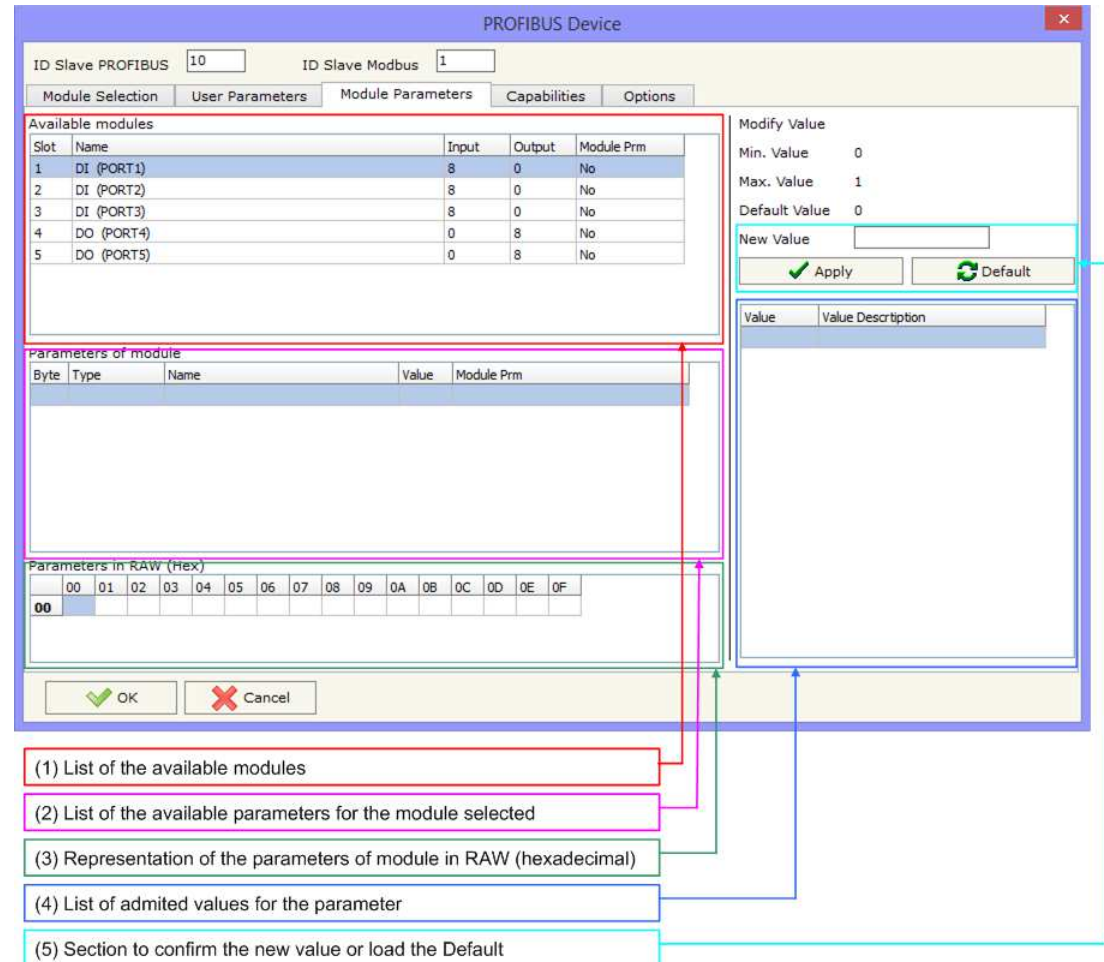 PROFIBUS Device
ID Slave PROFIBUS 10 ID Slave Modbus 1
Module Selection User Parameters Module Parameters Capabilities Options
Available modules
Slot Name Input Output Module Prm
1 DI (PORT1) 8 0 No
2 DI (PORT2) 8 0 No
3 DI (PORT3) 8 0 No
4 DO (PORT4) 0 8 No
5 DO (PORT5) 0 8 No
Modify Value
Min. Value 0
Max. Value 1
Default Value 0
New Value
Apply Default
Value Value Descrtiption
Parameters of module
Byte Type Name Value Module Prm
Parameters in RAW (Hex)
00 01 02 03 04 05 06 07 08 09 0A 0B 0C 0D 0E 0F
00
OK Cancel
(1) List of the available modules
(2) List of the available parameters for the module selected
(3) Representation of the parameters of module in RAW (hexadecimal)
(4) List of admited values for the parameter
(5) Section to confirm the new value or load the Default